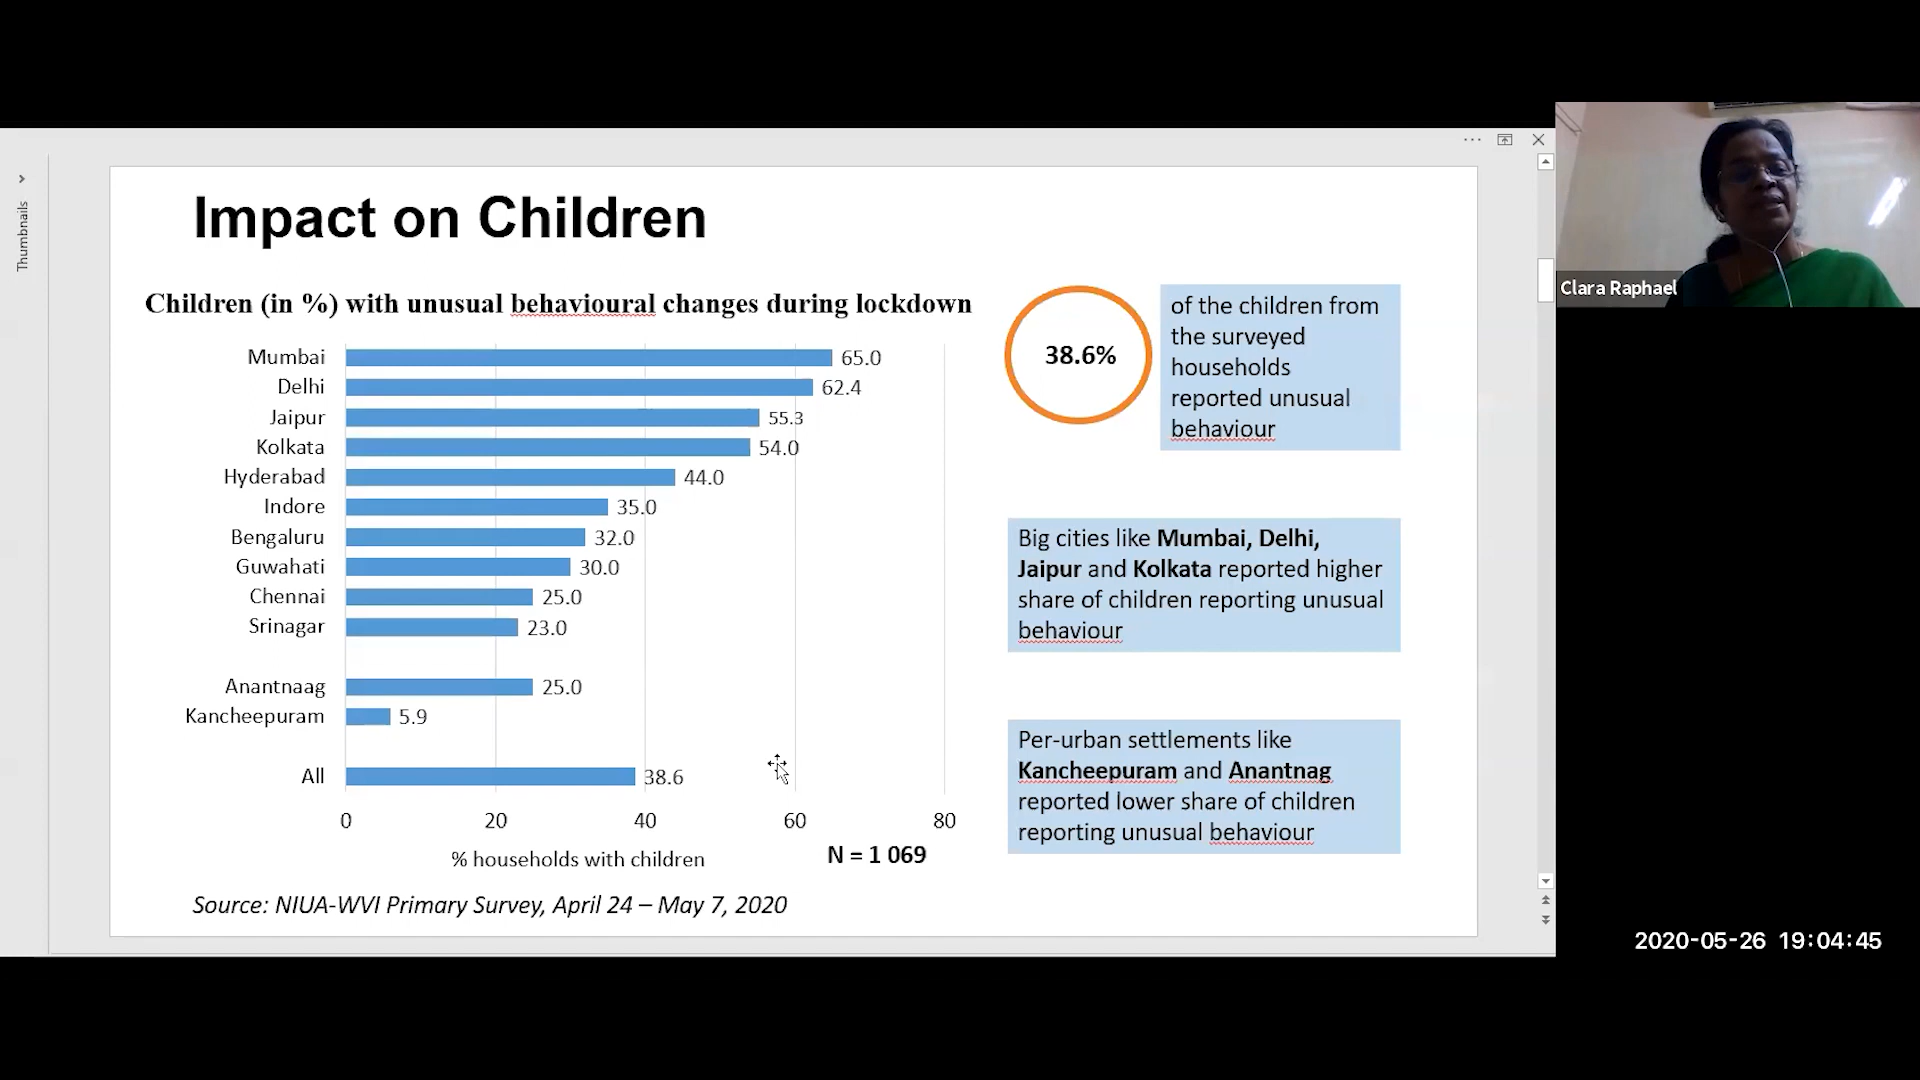 Thumbnails
Impact on Children
Children (in %) with unusual behavioural changes during lockdown
Mumbai 65.0
Delhi 62.4
Jaipur 55.3
Kolkata 54.0
Hyderabad 44.0
Indore 35.0
Bengaluru 32.0
Guwahati 30.0
Chennai 25.0
Srinagar 23.0
Anantnaag 25.0
Kancheepuram 5.9
All 38.6
0 20 40 60 80
% households with children
N = 1 069
Source: NIUA-WVI Primary Survey, April 24 – May 7, 2020
38.6%
of the children from
the surveyed
households
reported unusual
behaviour
Big cities like Mumbai, Delhi,
Jaipur and Kolkata reported higher
share of children reporting unusual
behaviour
Per-urban settlements like
Kancheepuram and Anantnag
reported lower share of children
reporting unusual behaviour
Clara Raphael
2020-05-26 19:04:45